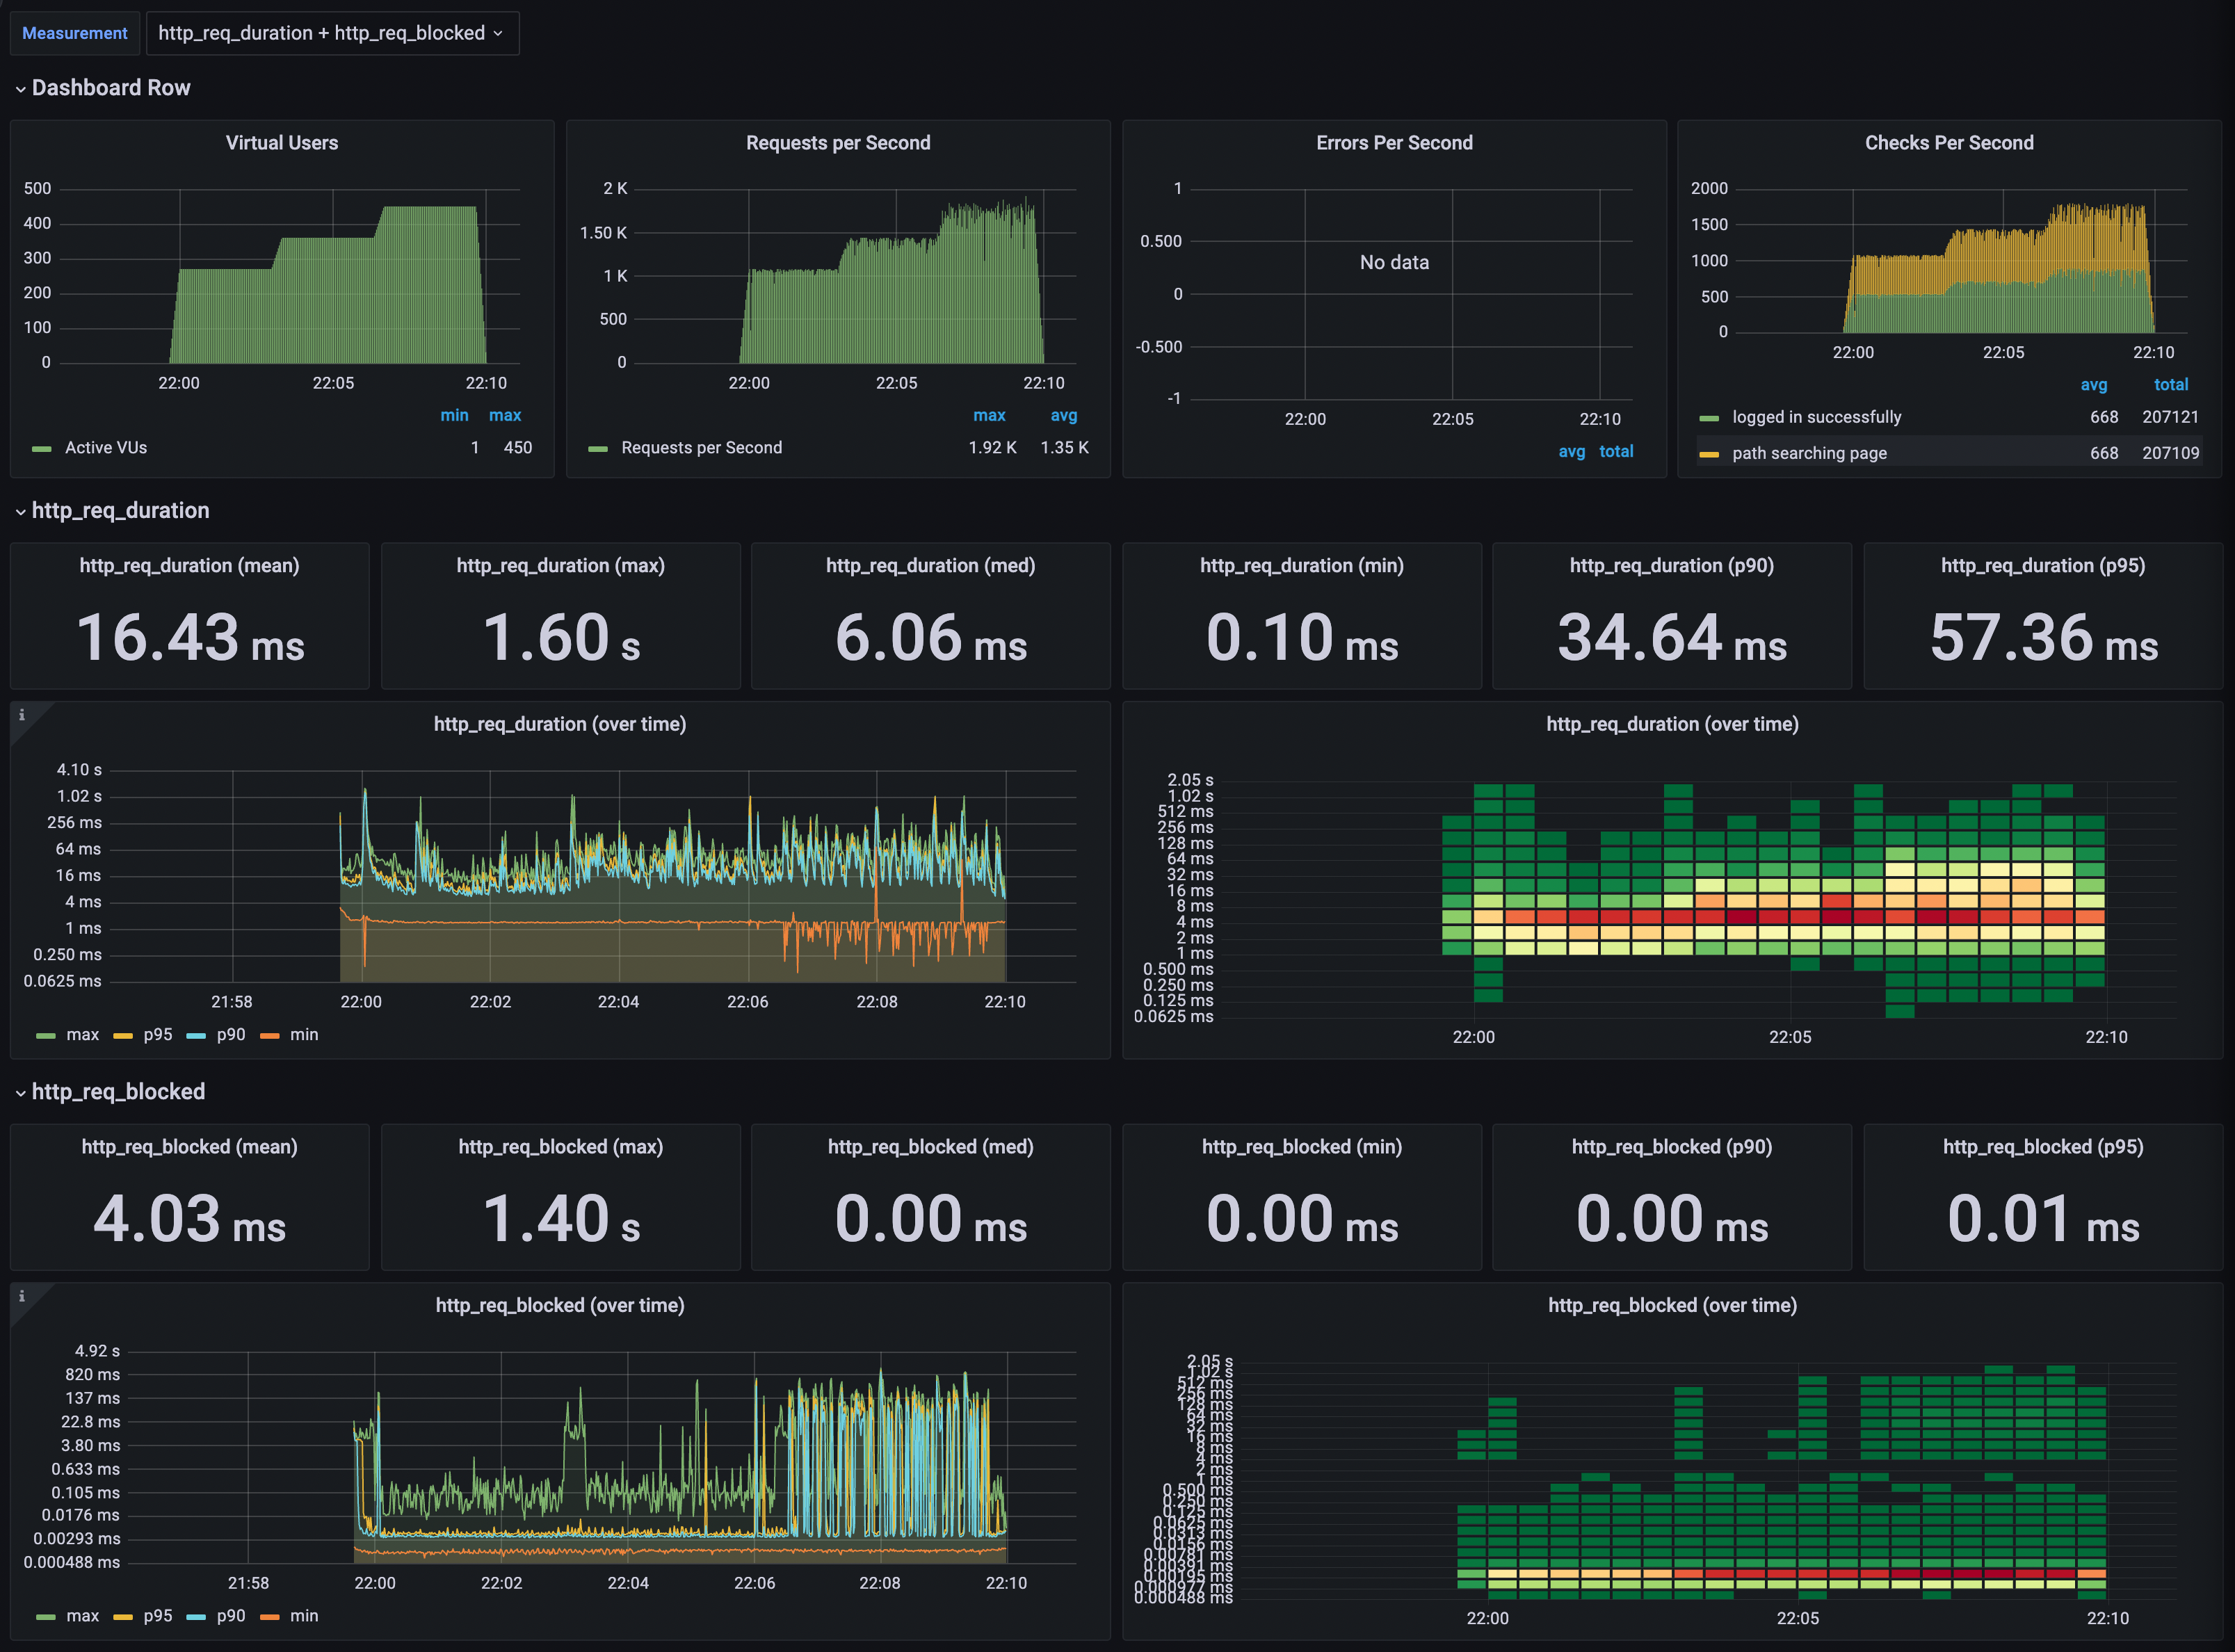 Measurement http_req_duration + http_req_blocked
Dashboard Row
Virtual Users
500
400
300
200
100
0
22:00 22:05 22:10
min max
Active VUs 1 450
Requests per Second
2 K
1.50 K
1 K
500
0
22:00 22:05 22:10
max avg
Requests per Second 1.92 K 1.35 K
Errors Per Second
1
0.500
0
-0.500
-1
No data
22:00 22:05 22:10
avg total
Checks Per Second
2000
1500
1000
500
0
22:00 22:05 22:10
avg total
logged in successfully 668 207121
path searching page 668 207109
http_req_duration
http_req_duration (mean)
16.43 ms
http_req_duration (max)
1.60 s
http_req_duration (med)
6.06 ms
http_req_duration (min)
0.10 ms
http_req_duration (p90)
34.64 ms
http_req_duration (p95)
57.36 ms
i
http_req_duration (over time)
4.10 s
1.02 s
256 ms
64 ms
16 ms
4 ms
1 ms
0.250 ms
0.0625 ms
21:58 22:00 22:02 22:04 22:06 22:08 22:10
max p95 p90 min
http_req_duration (over time)
2.05 s
1.02 s
512 ms
256 ms
128 ms
64 ms
32 ms
16 ms
8 ms
4 ms
2 ms
1 ms
0.500 ms
0.250 ms
0.125 ms
0.0625 ms
22:00 22:05 22:10
http_req_blocked
http_req_blocked (mean)
4.03 ms
http_req_blocked (max)
1.40 s
http_req_blocked (med)
0.00 ms
http_req_blocked (min)
0.00 ms
http_req_blocked (p90)
0.00 ms
http_req_blocked (p95)
0.01 ms
i
http_req_blocked (over time)
4.92 s
820 ms
137 ms
22.8 ms
3.80 ms
0.633 ms
0.105 ms
0.0176 ms
0.00293 ms
0.000488 ms
21:58 22:00 22:02 22:04 22:06 22:08 22:10
max p95 p90 min
http_req_blocked (over time)
2.05 s
1.02 s
512 ms
256 ms
128 ms
64 ms
32 ms
16 ms
8 ms
4 ms
2 ms
1 ms
0.500 ms
0.250 ms
0.125 ms
0.0625 ms
0.0313 ms
0.0156 ms
0.00781 ms
0.00391 ms
0.00195 ms
0.000977 ms
0.000488 ms
22:00 22:05 22:10